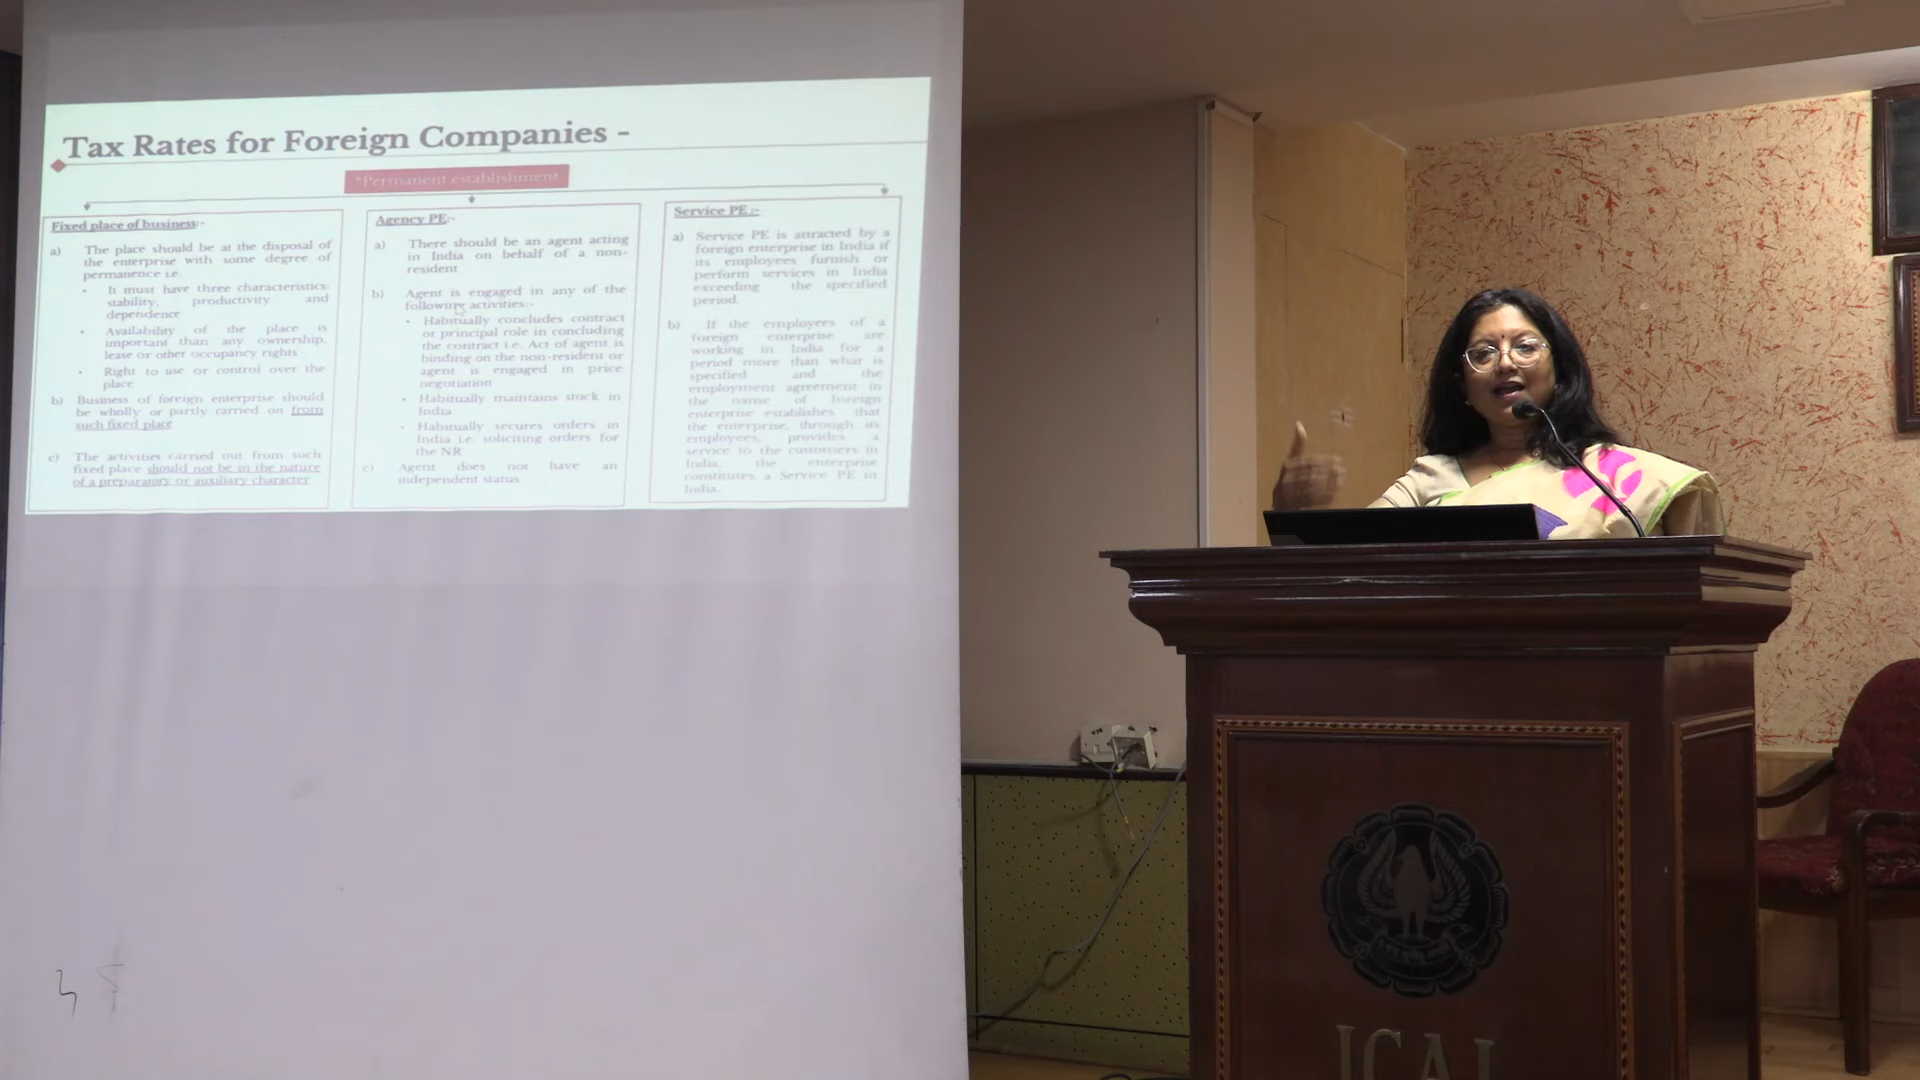 Tax Rates for Foreign Companies -
*Permanent establishment
Fixed place of business:-
a) The place should be at the disposal of
the enterprise with some degree of
permanence i.e.
• It must have three characteristics:
stability, productivity and
dependence
• Availability of the place is
important than any ownership,
lease or other occupancy rights
• Right to use or control over the
place
b) Business of foreign enterprise should
be wholly or partly carried on from
such fixed place
c) The activities carried out from such
fixed place should not be in the nature
of a preparatory or auxiliary character
Agency PE:-
a) There should be an agent acting
in India on behalf of a non-
resident
b) Agent is engaged in any of the
following activities:-
• Habitually concludes contract
or principal role in concluding
the contract i.e. Act of agent is
binding on the non-resident or
agent is engaged in price
negotiation
• Habitually maintains stock in
India
• Habitually secures orders in
India i.e. soliciting orders for
the NR
c) Agent does not have an
independent status
Service PE:-
a) Service PE is attracted by a
foreign enterprise in India if
its employees furnish or
perform services in India
exceeding the specified
period.
b) If the employees of a
foreign enterprise are
working in India for a
period more than what is
specified and the
employment agreement in
the name of foreign
enterprise establishes that
the enterprise, through its
employees, provides a
service to the customers in
India, the enterprise
constitutes a Service PE in
India.
ICAI